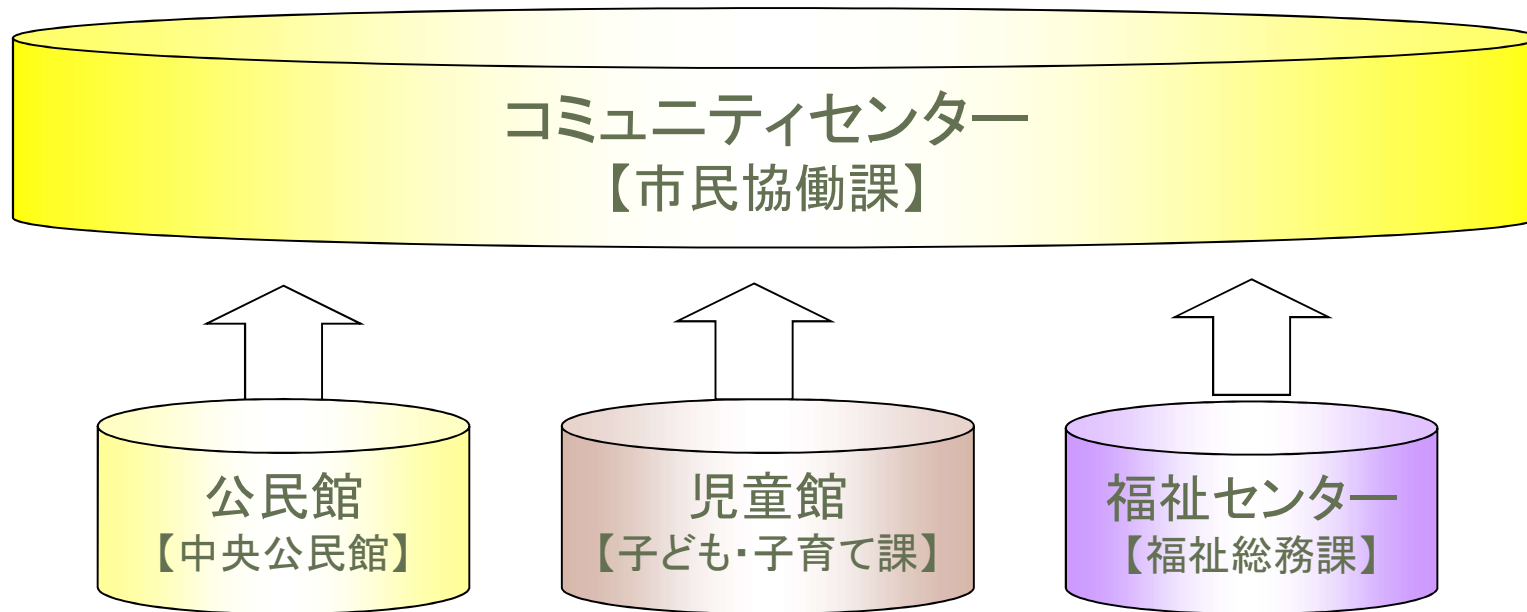 コミュニティセンター
【市民協働課】
公民館
【中央公民館】
児童館
【子ども・子育て課】
福祉センター
【福祉総務課】